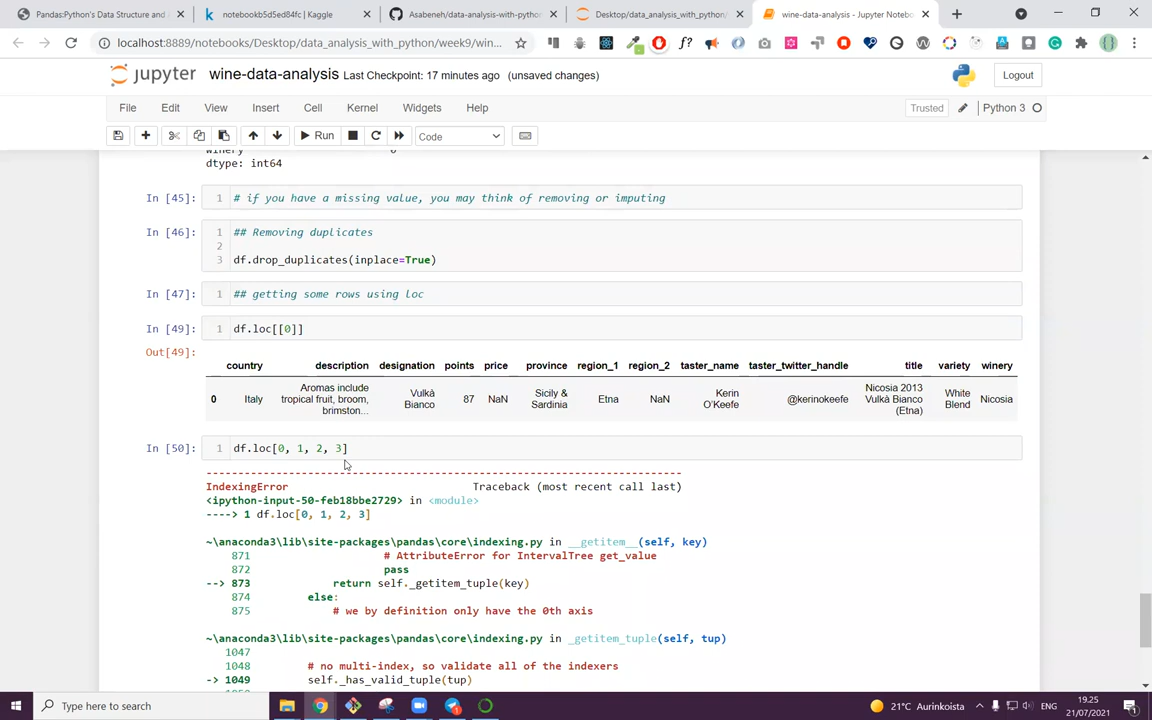 Pandas:Python's Data Structure and
notebookb5d5ed84fc | Kaggle
Asabeneh/data-analysis-with-python
Desktop/data_analysis_with_python/
wine-data-analysis - Jupyter Notebo
localhost:8889/notebooks/Desktop/data_analysis_with_python/week9/win...
jupyter wine-data-analysis Last Checkpoint: 17 minutes ago (unsaved changes)
Logout
File Edit View Insert Cell Kernel Widgets Help
Trusted Python 3
Run Code
winery 0
dtype: int64
In [45]: 1 # if you have a missing value, you may think of removing or imputing
In [46]: 1 ## Removing duplicates
2
3 df.drop_duplicates(inplace=True)
In [47]: 1 ## getting some rows using loc
In [49]: 1 df.loc[[0]]
Out[49]:
country description designation points price province region_1 region_2 taster_name taster_twitter_handle title variety winery
0 Italy Aromas include tropical fruit, broom, brimston... Vulkà Bianco 87 NaN Sicily & Sardinia Etna NaN Kerin O'Keefe @kerinokeefe Nicosia 2013 Vulkà Bianco (Etna) White Blend Nicosia
In [50]: 1 df.loc[0, 1, 2, 3]
---------------------------------------------------------------------------
IndexingError Traceback (most recent call last)
<ipython-input-50-feb18bbe2729> in <module>
----> 1 df.loc[0, 1, 2, 3]
~\anaconda3\lib\site-packages\pandas\core\indexing.py in __getitem__(self, key)
871 # AttributeError for IntervalTree get_value
872 pass
--> 873 return self._getitem_tuple(key)
874 else:
875 # we by definition only have the 0th axis
~\anaconda3\lib\site-packages\pandas\core\indexing.py in _getitem_tuple(self, tup)
1047
1048 # no multi-index, so validate all of the indexers
-> 1049 self._has_valid_tuple(tup)
Type here to search
21°C Aurinkoista
ENG
19.25
21/07/2021